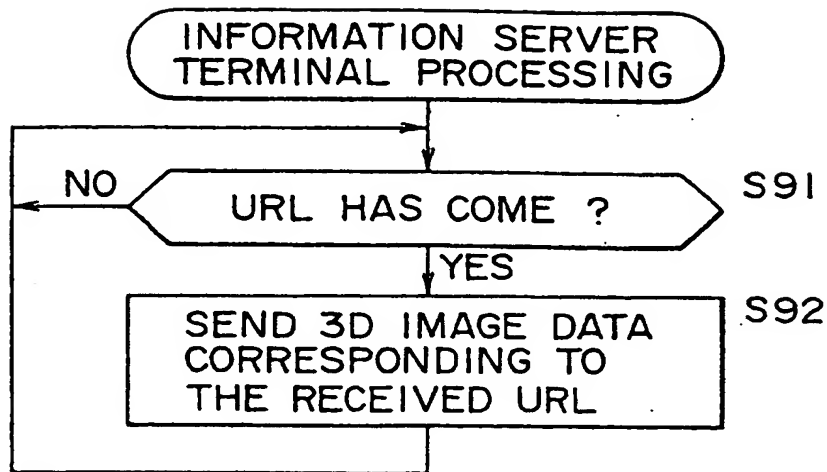 INFORMATION SERVER
TERMINAL PROCESSING
NO
URL HAS COME ?
S91
YES
SEND 3D IMAGE DATA
CORRESPONDING TO
THE RECEIVED URL
S92